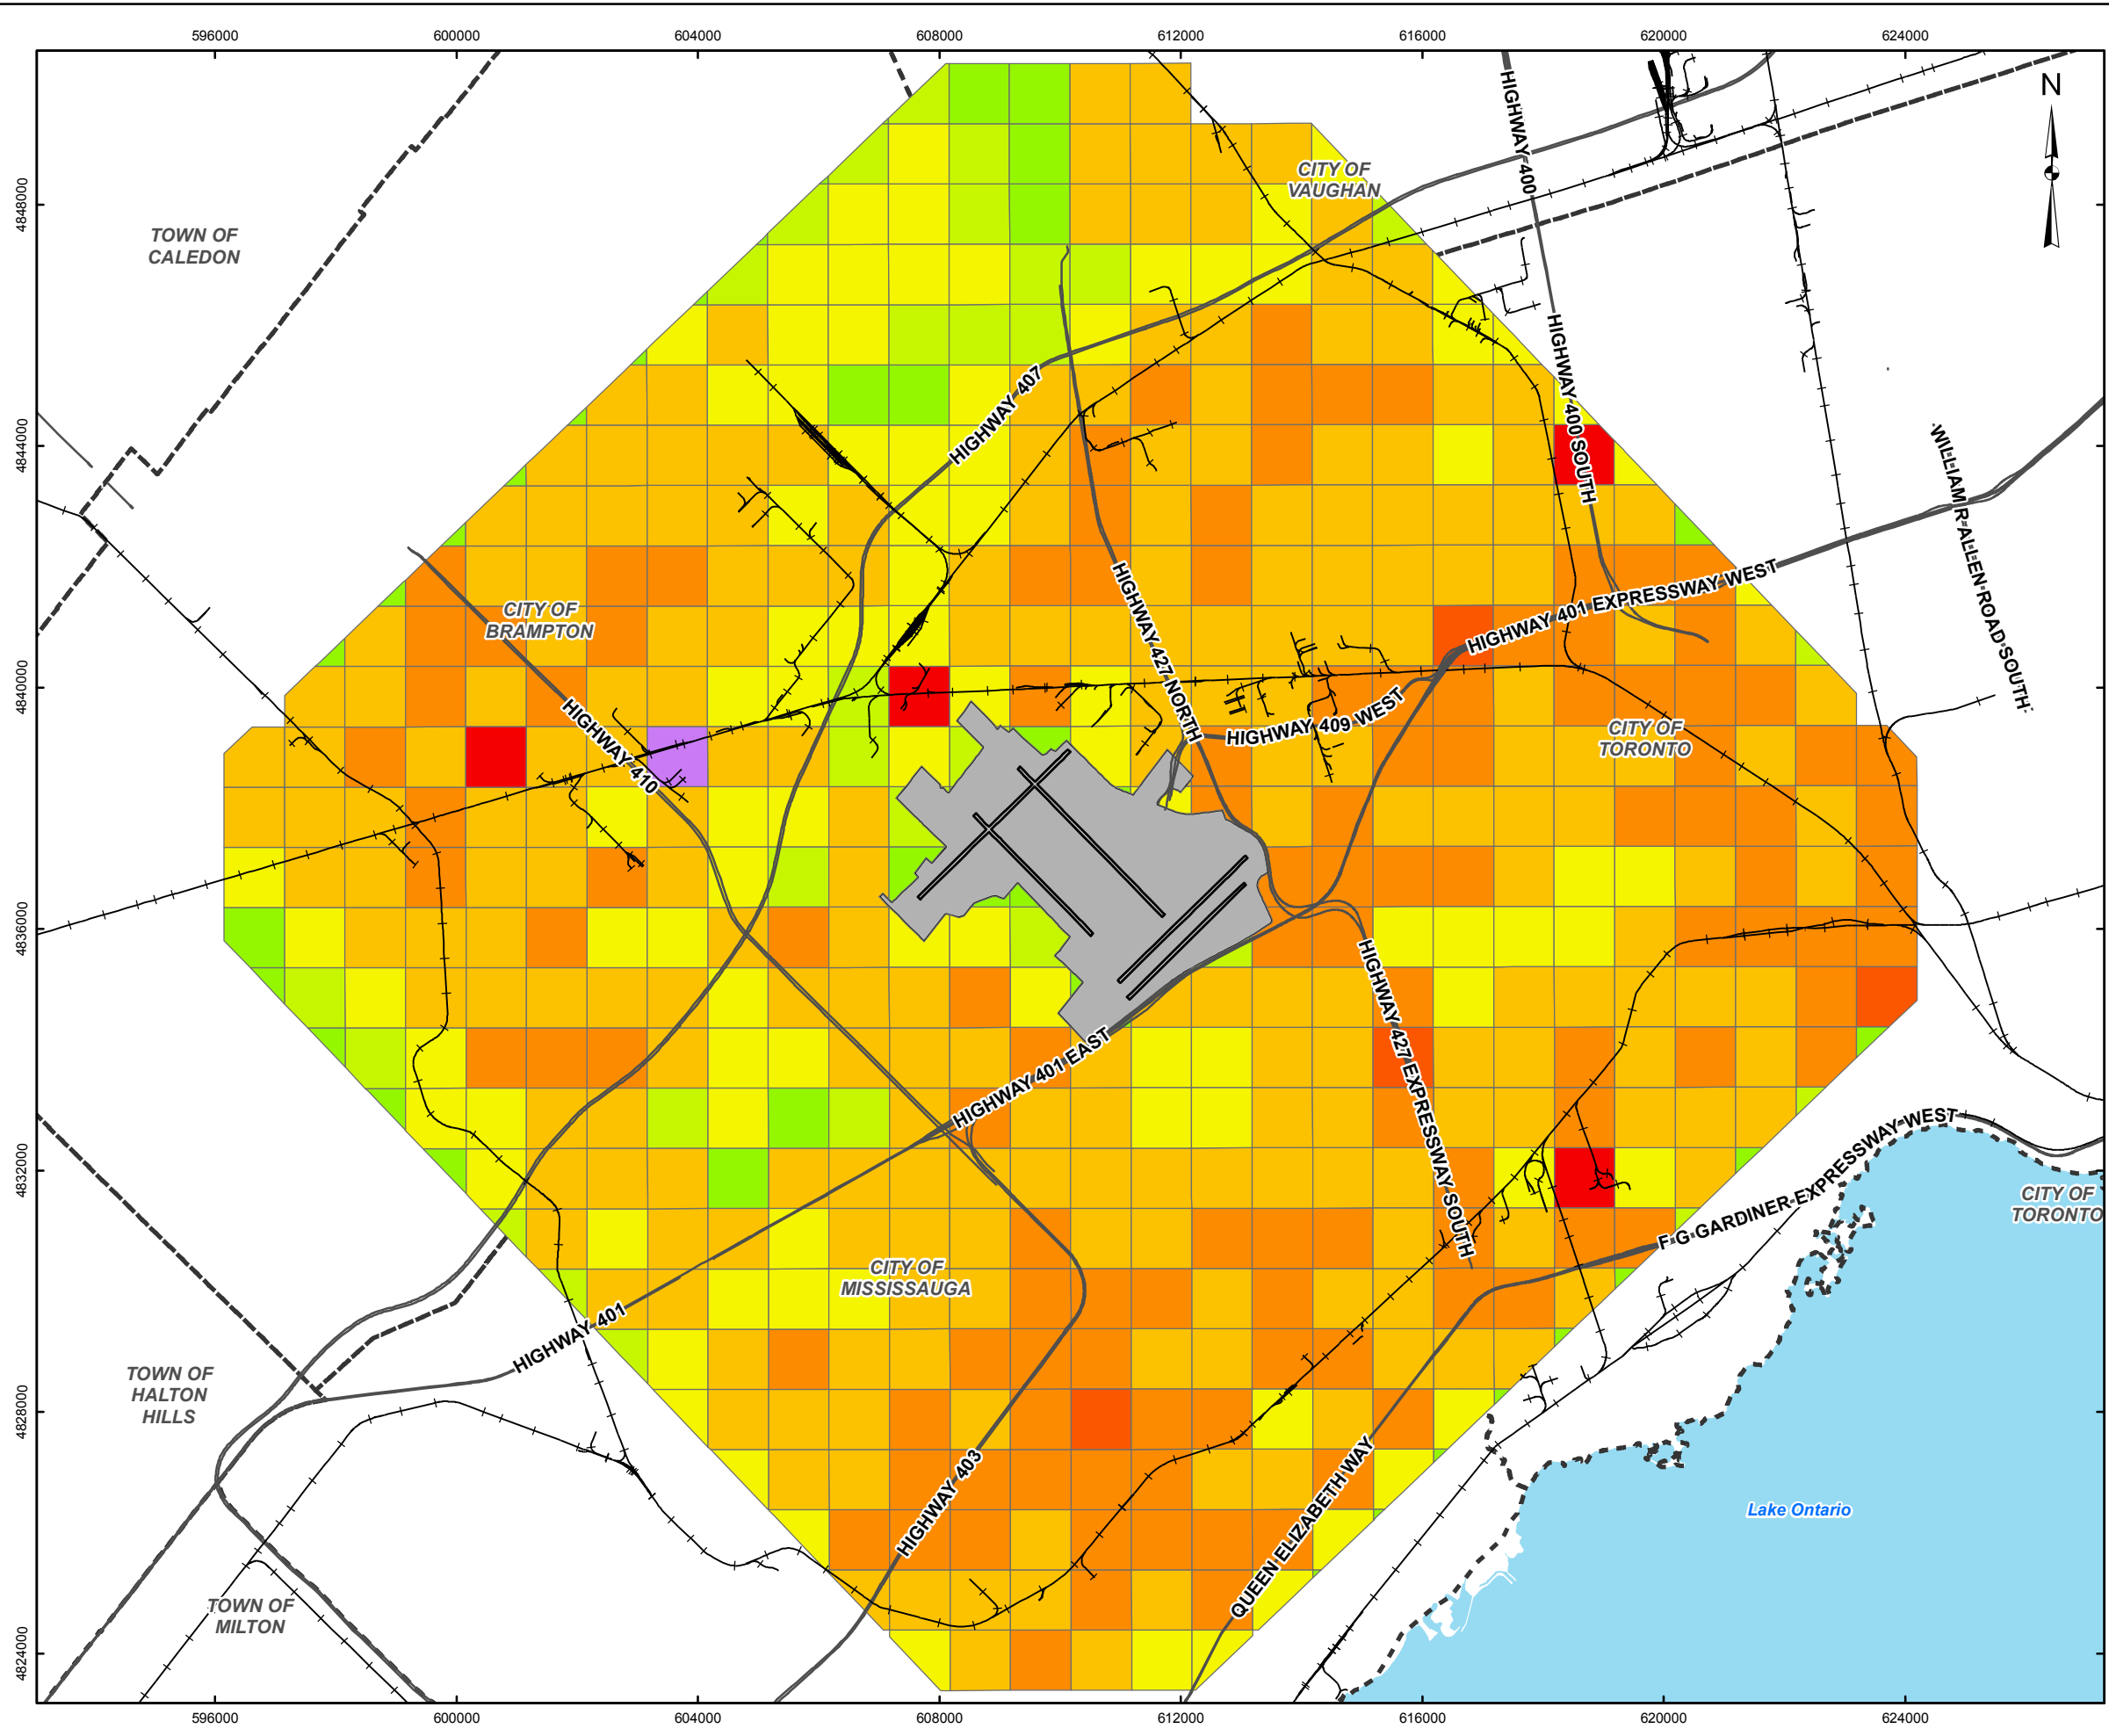 596000
600000
604000
608000
612000
616000
620000
624000
N
4848000
4844000
4840000
4836000
4832000
4828000
4824000
CITY OF
VAUGHAN
HIGHWAY 400
TOWN OF
CALEDON
HIGHWAY 407
HIGHWAY 400 SOUTH
WILLIAM R ALLEN ROAD SOUTH
HIGHWAY 401 EXPRESSWAY WEST
CITY OF
BRAMPTON
HIGHWAY 427 NORTH
HIGHWAY 409 WEST
CITY OF
TORONTO
HIGHWAY 410
HIGHWAY 427 EXPRESSWAY SOUTH
HIGHWAY 401 EAST
F G GARDINER EXPRESSWAY WEST
CITY OF
TORONTO
CITY OF
MISSISSAUGA
HIGHWAY 401
TOWN OF
HALTON
HILLS
HIGHWAY 403
QUEEN ELIZABETH WAY
Lake Ontario
TOWN OF
MILTON
596000
600000
604000
608000
612000
616000
620000
624000